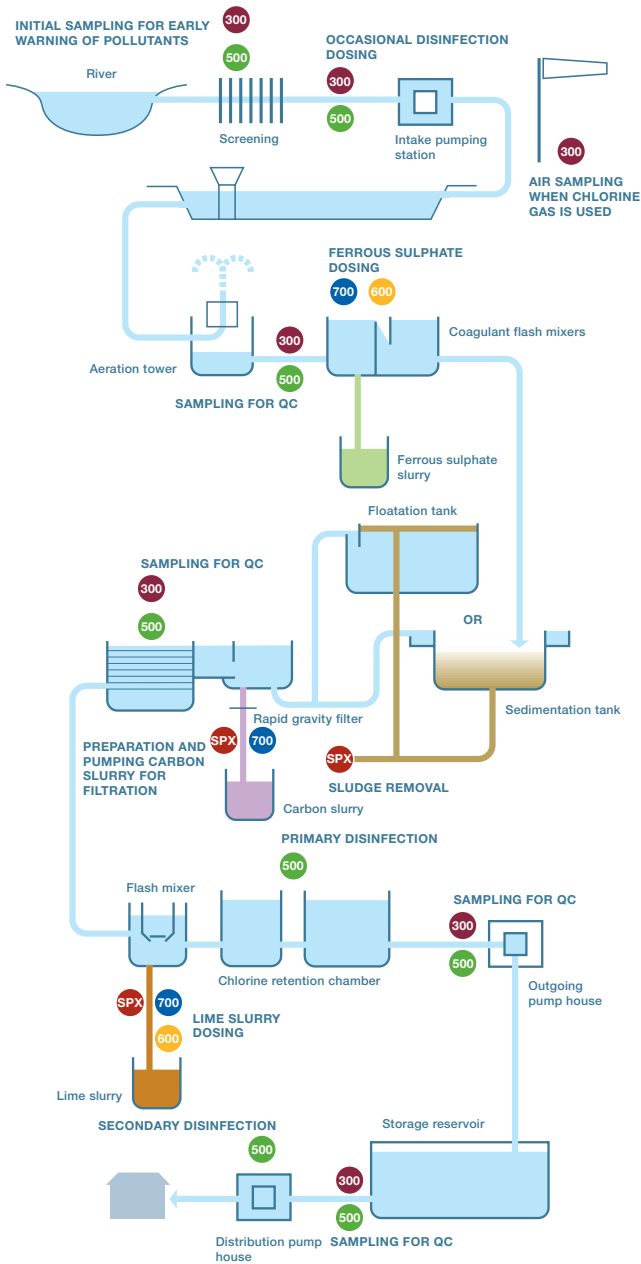 INITIAL SAMPLING FOR EARLY
WARNING OF POLLUTANTS
300
500
River
Screening
OCCASIONAL DISINFECTION
DOSING
300
500
Intake pumping
station
300
AIR SAMPLING
WHEN CHLORINE
GAS IS USED
FERROUS SULPHATE
DOSING
700
600
Coagulant flash mixers
Aeration tower
300
500
SAMPLING FOR QC
Ferrous sulphate
slurry
Floatation tank
SAMPLING FOR QC
300
500
OR
Sedimentation tank
Rapid gravity filter
SPX
700
PREPARATION AND
PUMPING CARBON
SLURRY FOR
FILTRATION
SPX
SLUDGE REMOVAL
Carbon slurry
PRIMARY DISINFECTION
500
Flash mixer
SAMPLING FOR QC
300
500
Chlorine retention chamber
Outgoing
pump house
SPX
700
600
LIME SLURRY
DOSING
Lime slurry
SECONDARY DISINFECTION
500
Storage reservoir
300
500
Distribution pump
house
SAMPLING FOR QC